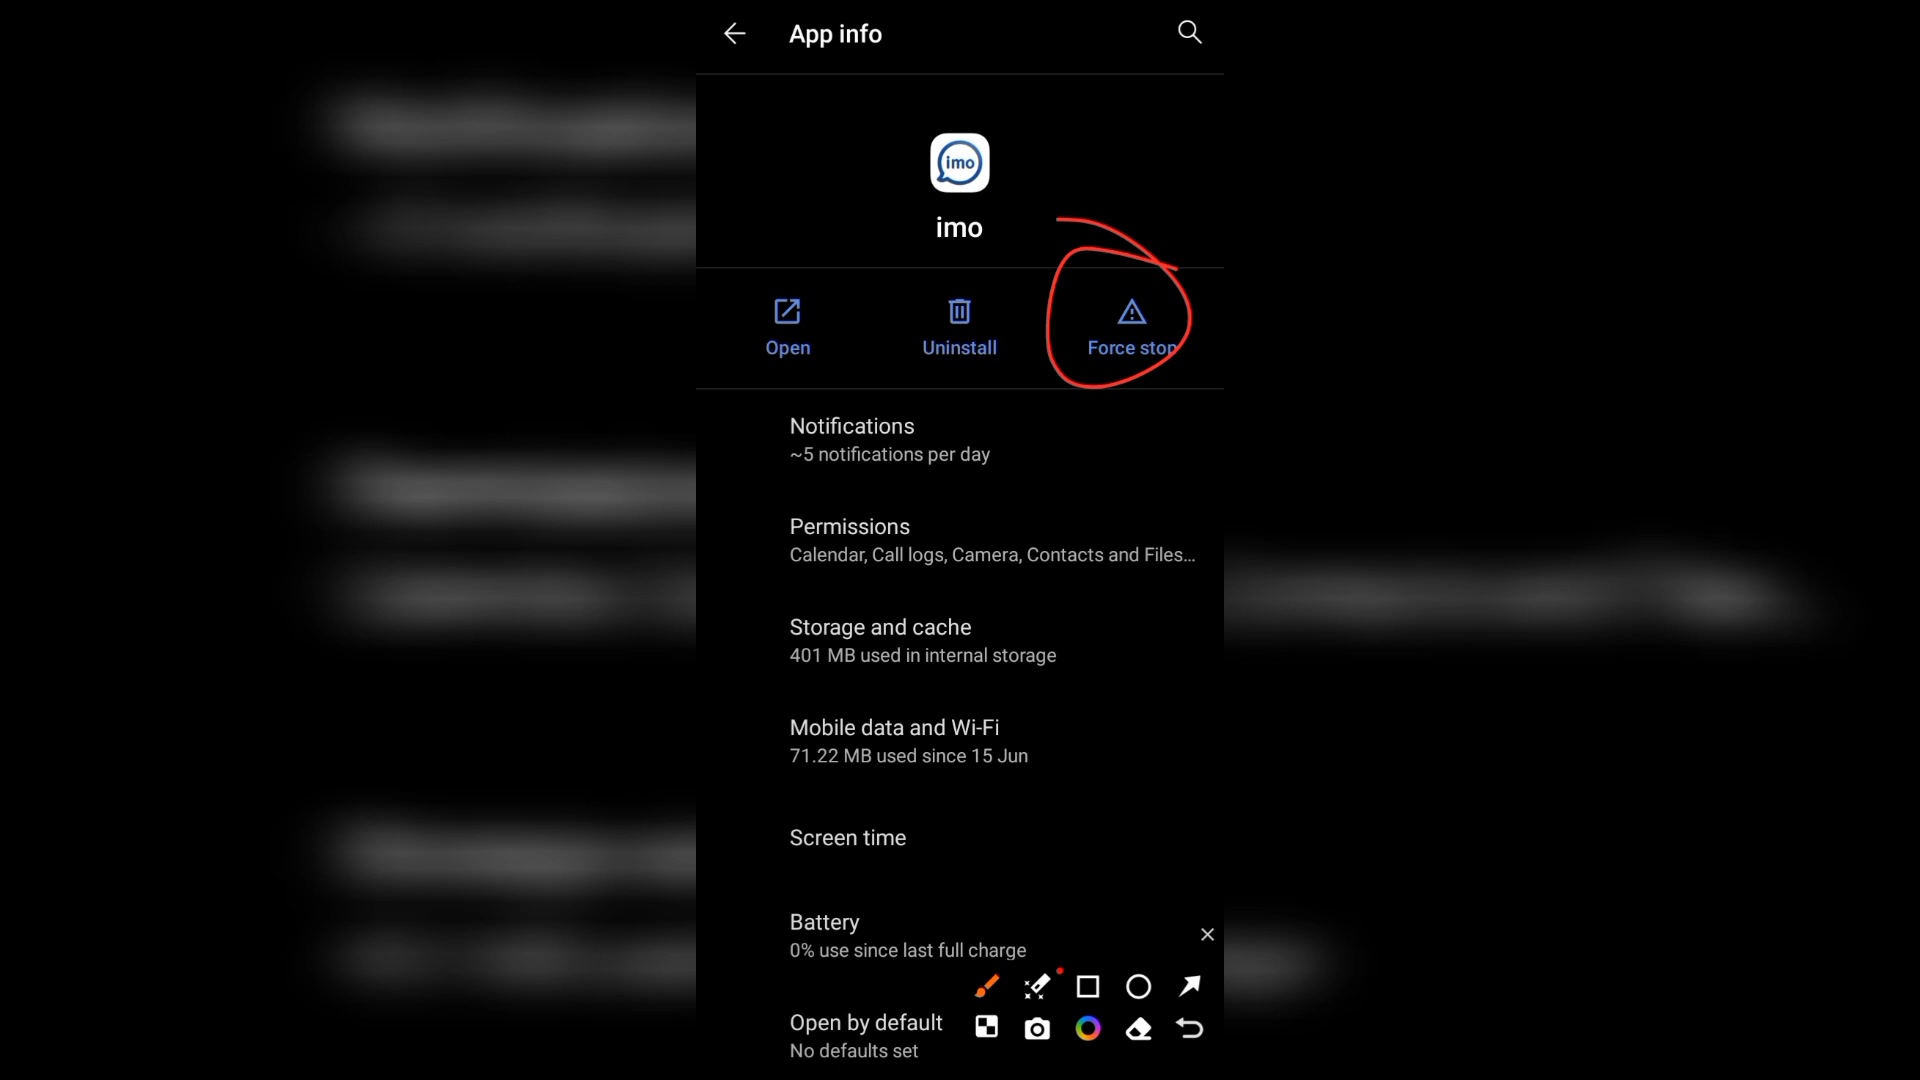 App info
imo
imo
Open
Uninstall
Force stop
Notifications
~5 notifications per day
Permissions
Calendar, Call logs, Camera, Contacts and Files...
Storage and cache
401 MB used in internal storage
Mobile data and Wi-Fi
71.22 MB used since 15 Jun
Screen time
Battery
0% use since last full charge
Open by default
No defaults set